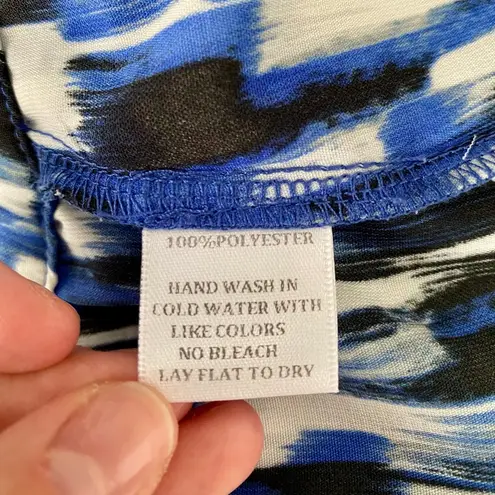 100%POLYESTER
HAND WASH IN
COLD WATER WITH
LIKE COLORS
NO BLEACH
LAY FLAT TO DRY